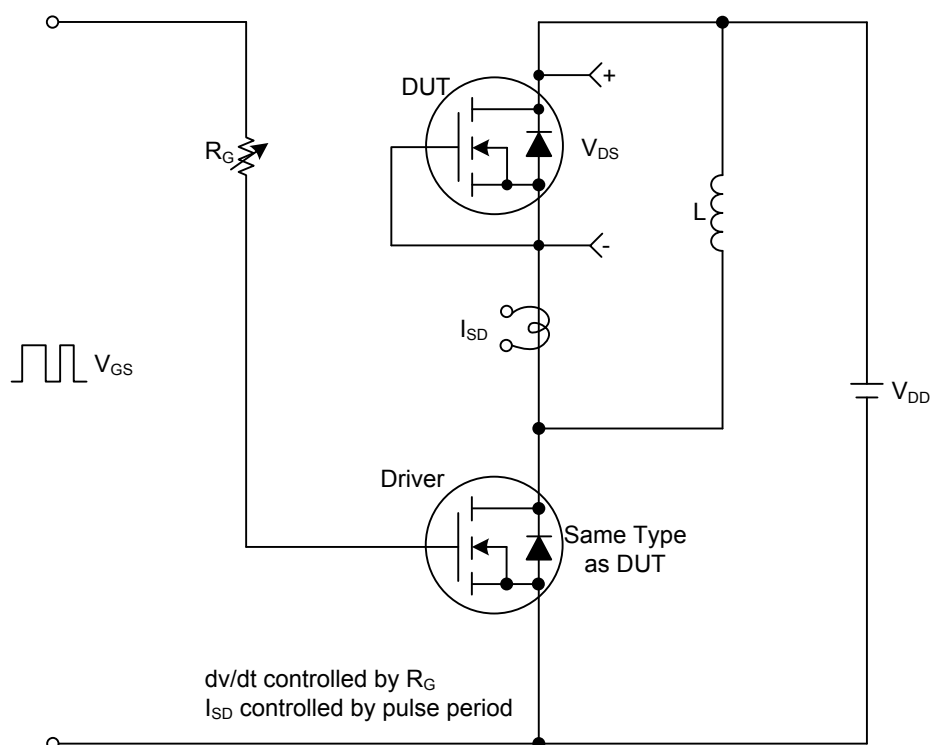 DUT
+
R_G
V_DS
L
-
I_SD
V_GS
V_DD
Driver
Same Type
as DUT
dv/dt controlled by R_G
I_SD controlled by pulse period